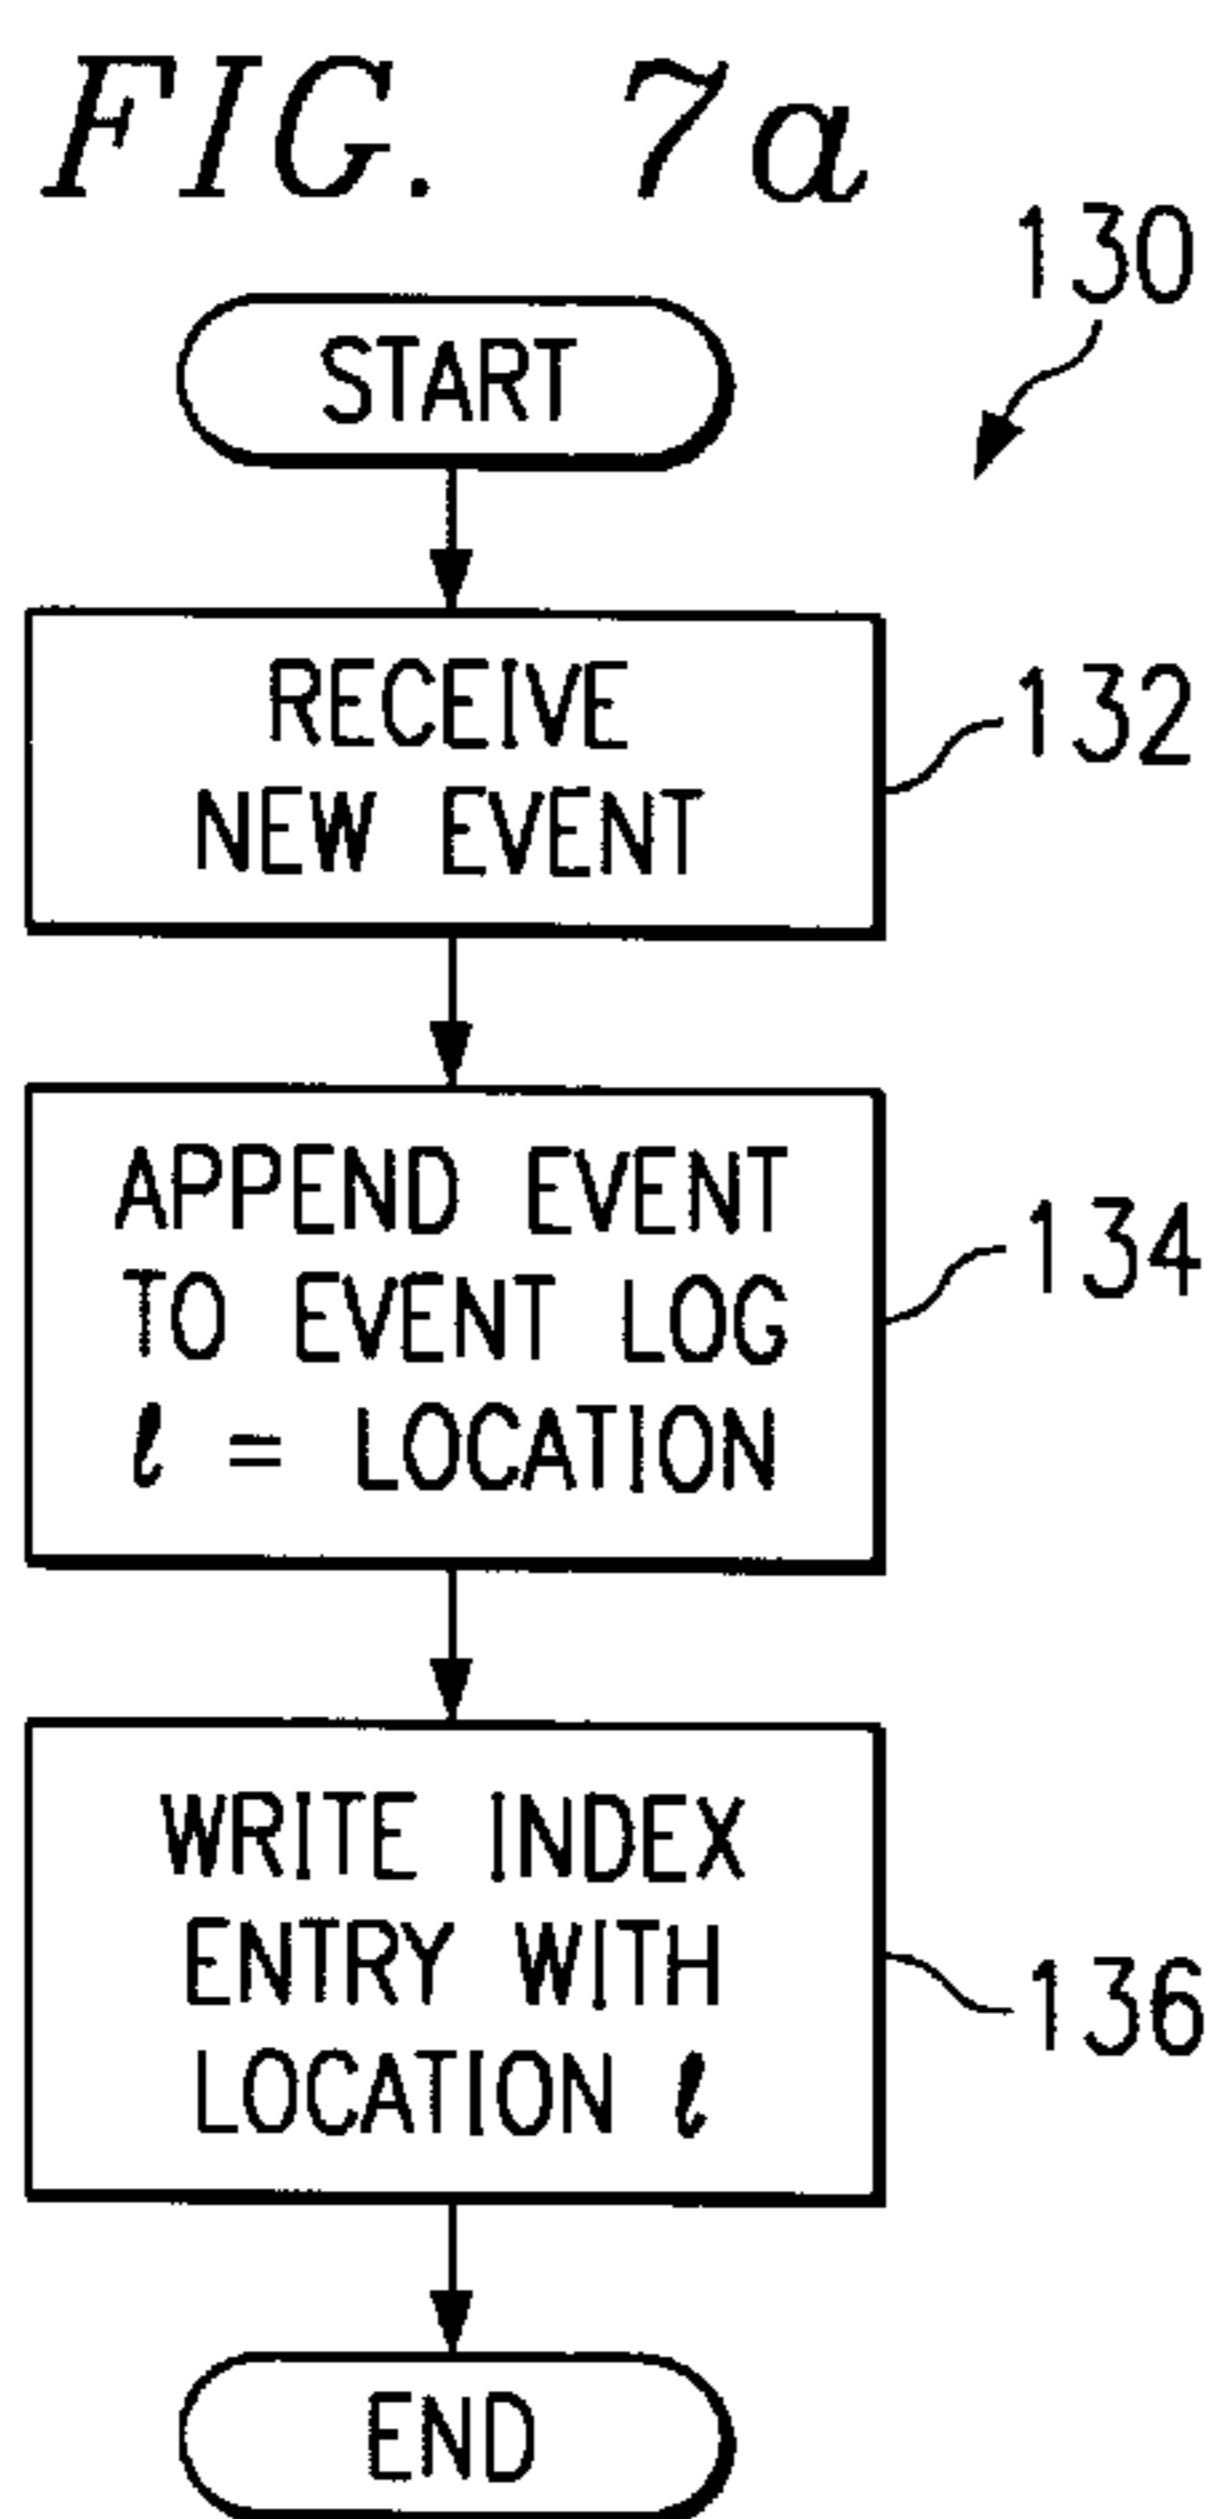 FIG. 7a
130
START
RECEIVE
NEW EVENT
132
APPEND EVENT
TO EVENT LOG
ℓ = LOCATION
134
WRITE INDEX
ENTRY WITH
LOCATION ℓ
136
END